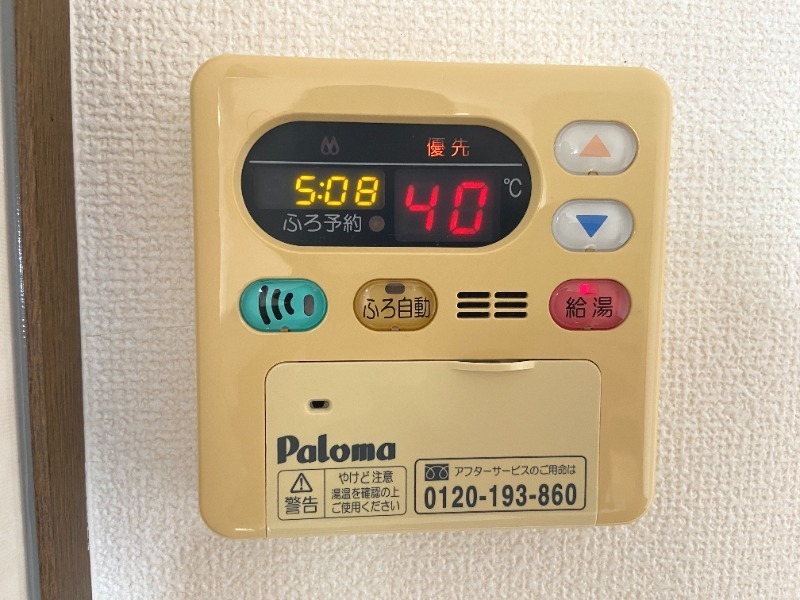 優先
5:08
40 ℃
ふろ予約
ふろ自動
給湯
Paloma
警告
やけど注意
湯温を確認の上
ご使用ください
アフターサービスのご用命は
0120-193-860